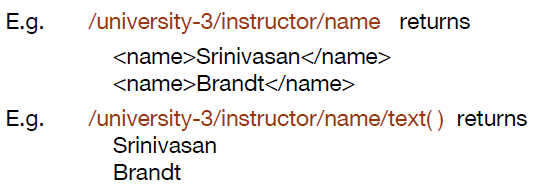 E.g. /university-3/instructor/name returns
<name>Srinivasan</name>
<name>Brandt</name>
E.g. /university-3/instructor/name/text( ) returns
Srinivasan
Brandt